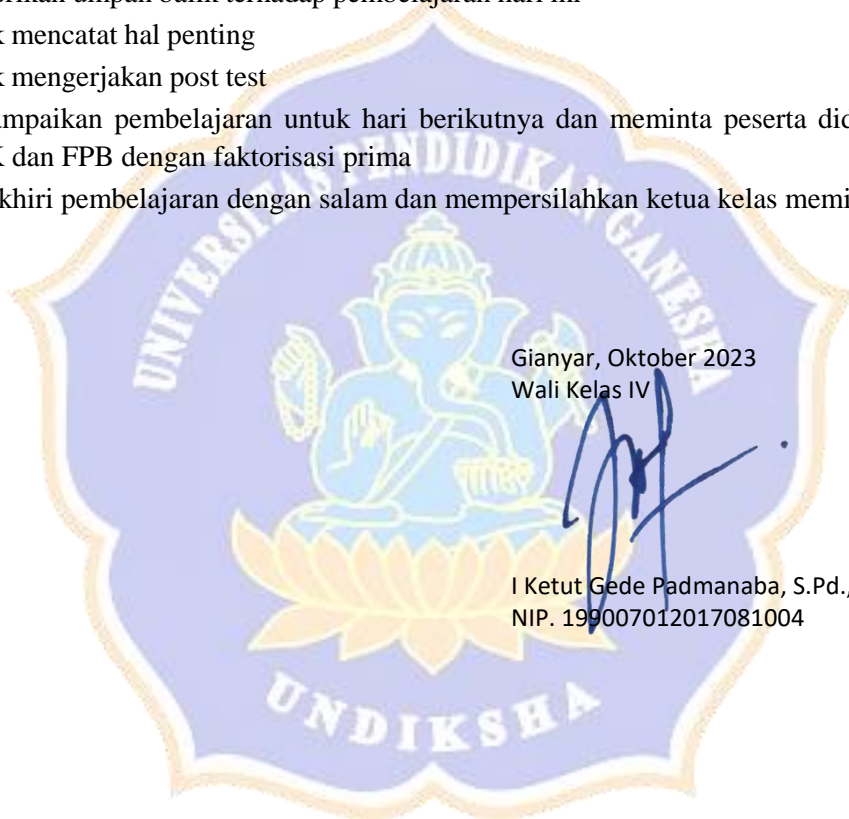 erikan umpan balik terhadap pembelajaran hari ini
k mencatat hal penting
k mengerjakan post test
ampaikan pembelajaran untuk hari berikutnya dan meminta peserta did
K dan FPB dengan faktorisasi prima
khiri pembelajaran dengan salam dan mempersilahkan ketua kelas memi
UNIVERSITAS PENDIDIKAN GANESHA
Gianyar, Oktober 2023
Wali Kelas IV
I Ketut Gede Padmanaba, S.Pd.,
NIP. 199007012017081004
UNDIKSHA